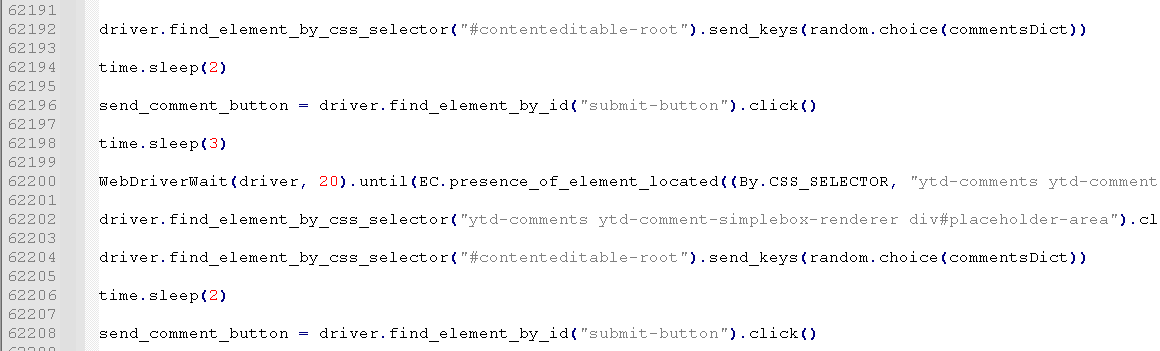 62191
62192 driver.find_element_by_css_selector("#contenteditable-root").send_keys(random.choice(commentsDict))
62193
62194 time.sleep(2)
62195
62196 send_comment_button = driver.find_element_by_id("submit-button").click()
62197
62198 time.sleep(3)
62199
62200 WebDriverWait(driver, 20).until(EC.presence_of_element_located((By.CSS_SELECTOR, "ytd-comments ytd-comment
62201
62202 driver.find_element_by_css_selector("ytd-comments ytd-comment-simplebox-renderer div#placeholder-area").cl
62203
62204 driver.find_element_by_css_selector("#contenteditable-root").send_keys(random.choice(commentsDict))
62205
62206 time.sleep(2)
62207
62208 send_comment_button = driver.find_element_by_id("submit-button").click()